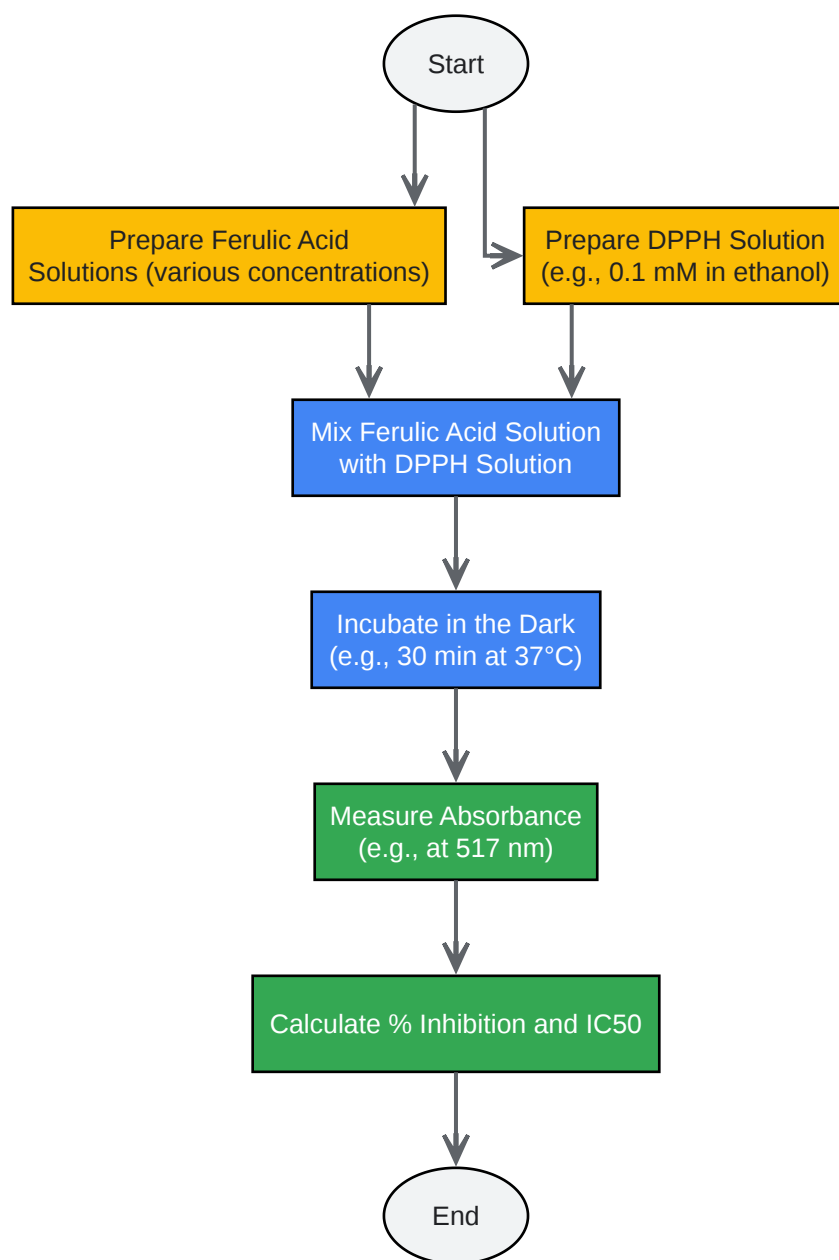 Start
Prepare Ferulic Acid
Solutions (various concentrations)
Prepare DPPH Solution
(e.g., 0.1 mM in ethanol)
Mix Ferulic Acid Solution
with DPPH Solution
Incubate in the Dark
(e.g., 30 min at 37°C)
Measure Absorbance
(e.g., at 517 nm)
Calculate % Inhibition and IC50
End